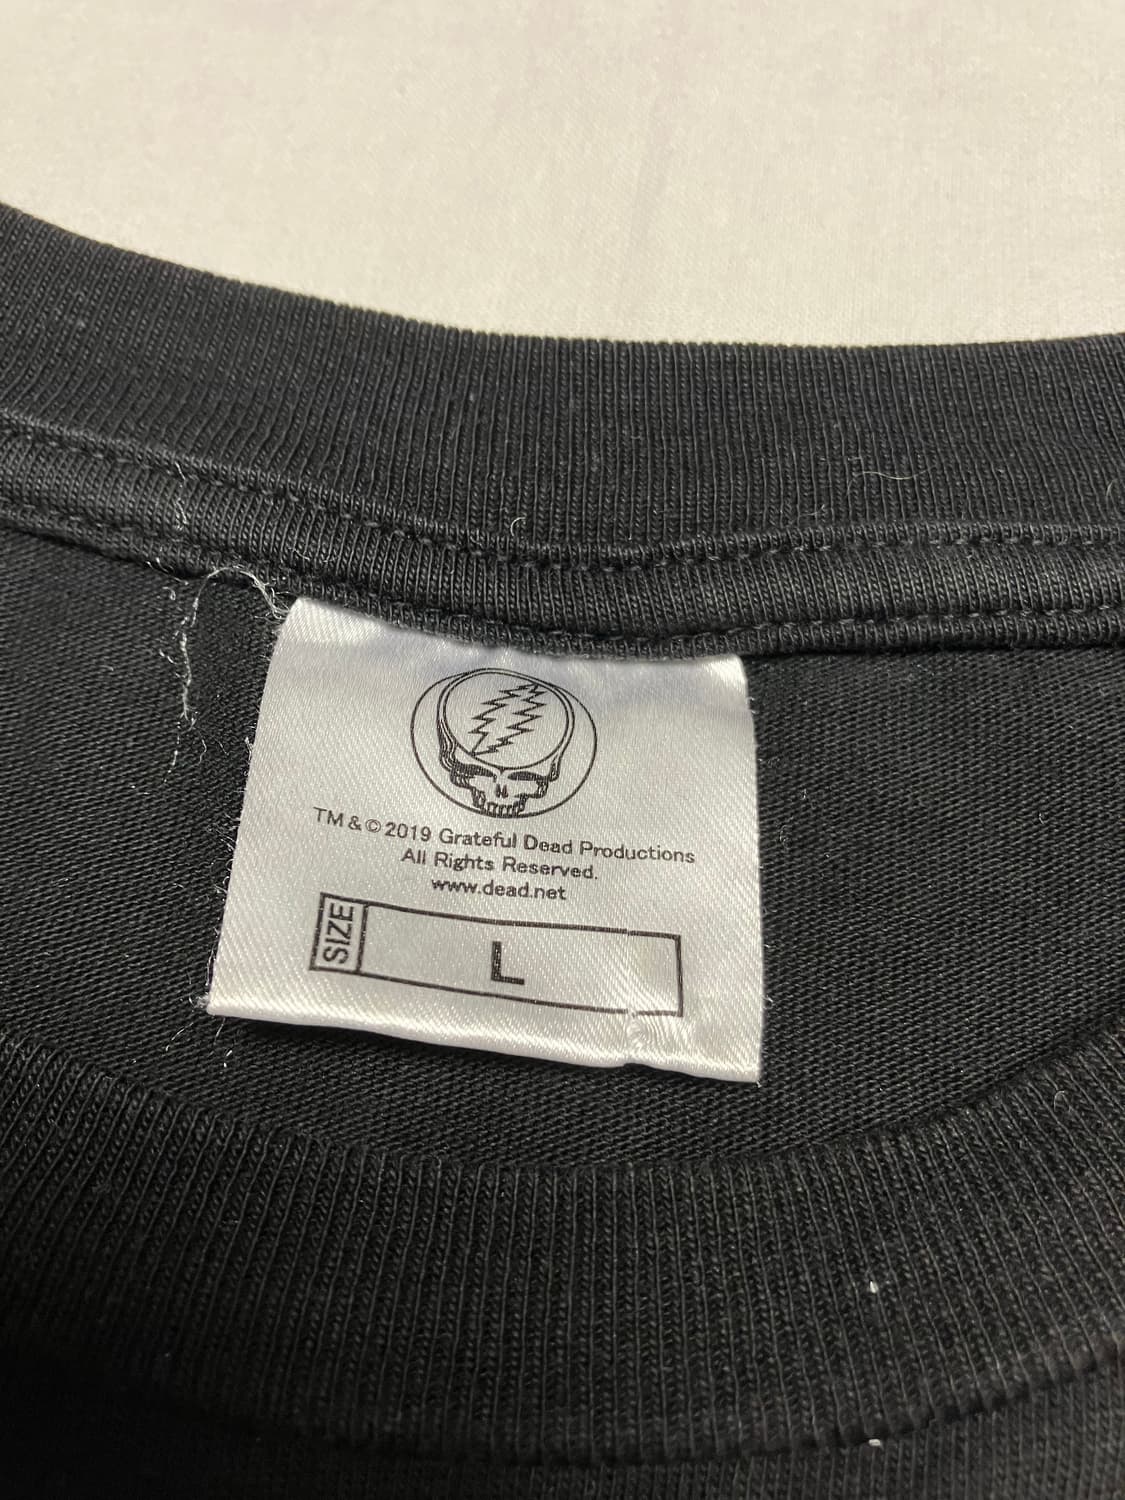 TM & © 2019 Grateful Dead Productions
All Rights Reserved.
www.dead.net
SIZE
L